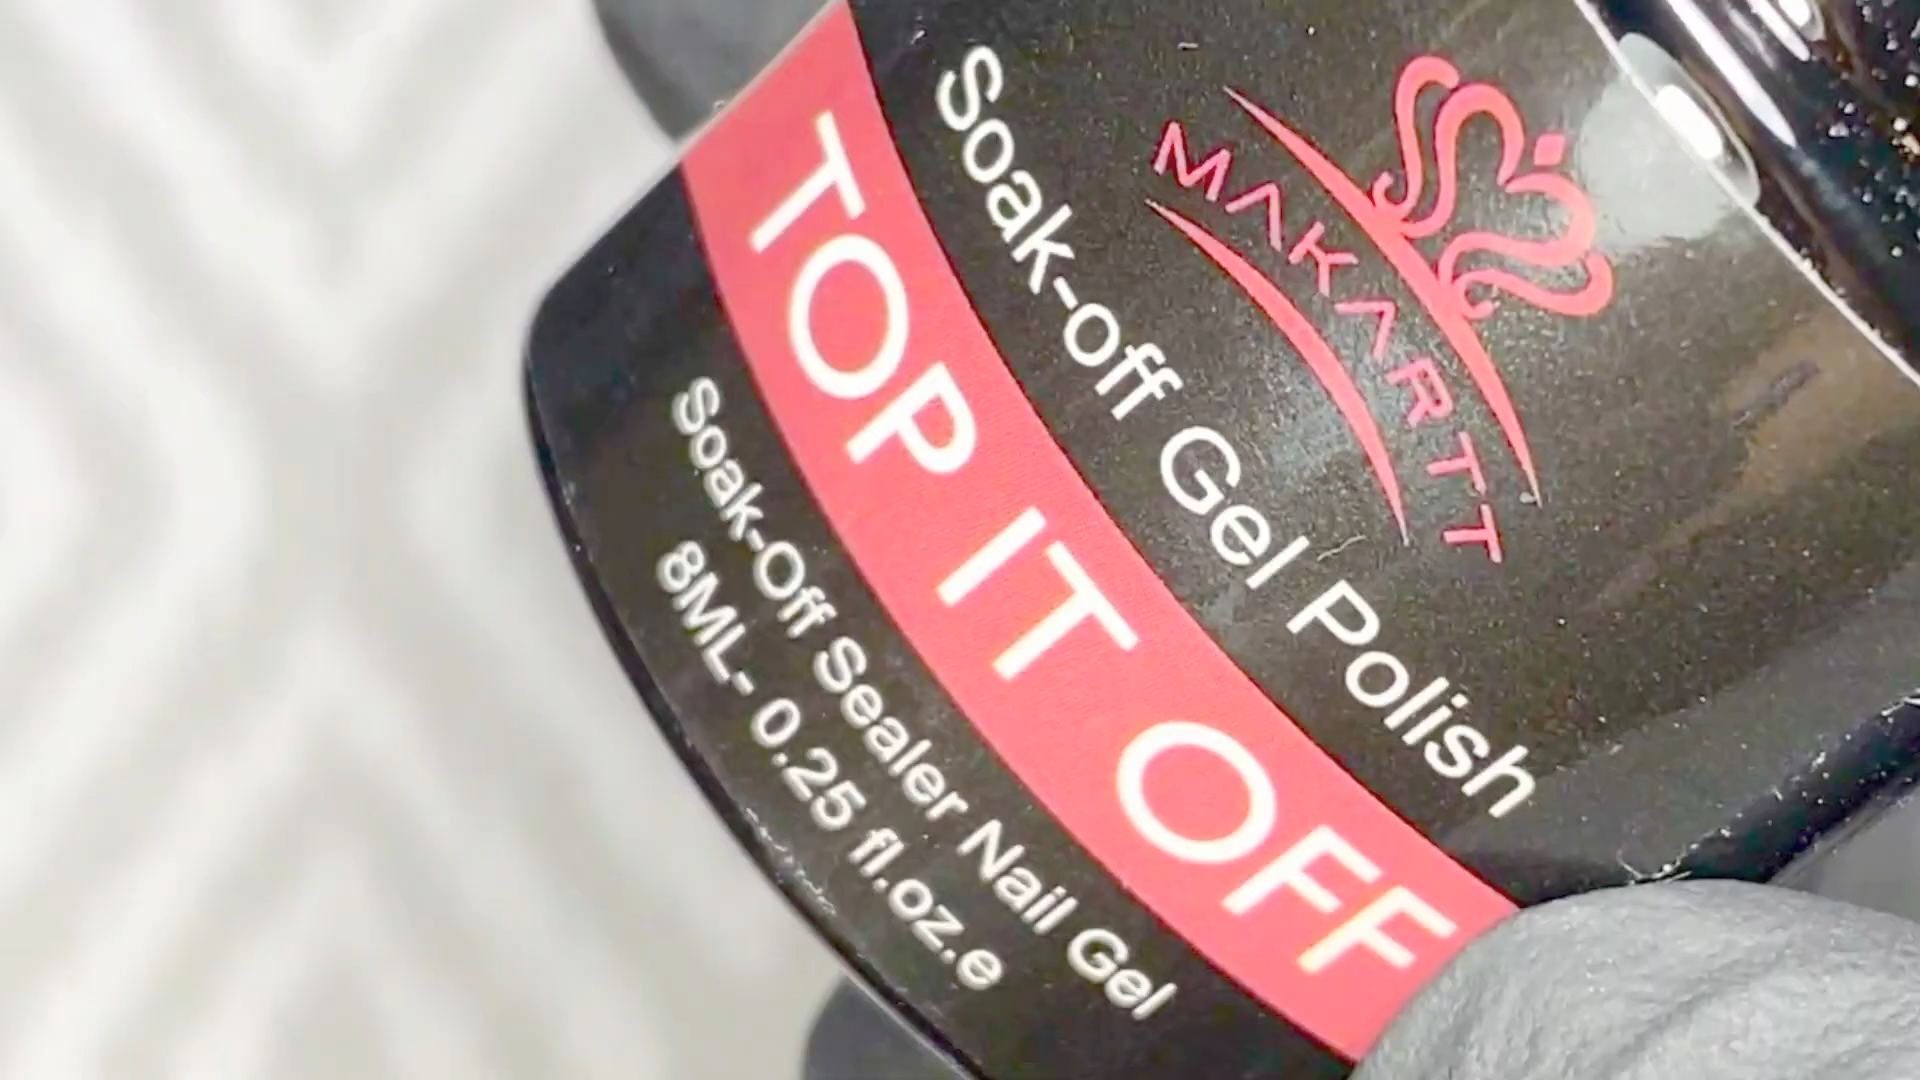 MAKARTT
Soak-off Gel Polish
TOP IT OFF
Soak-Off Sealer Nail Gel
8ML- 0.25 fl.oz.e